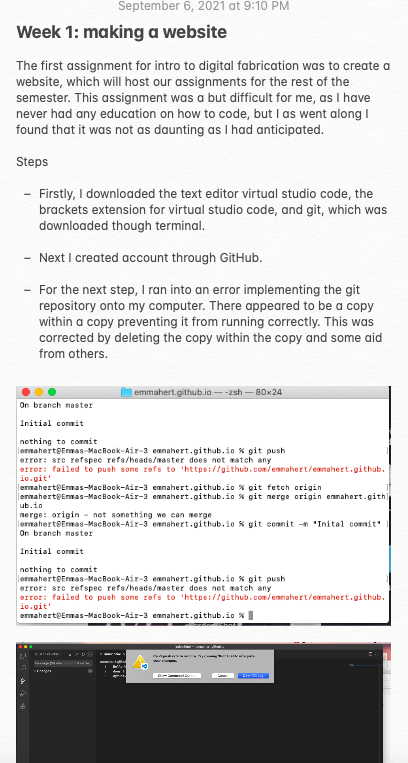 September 6, 2021 at 9:10 PM
Week 1: making a website
The first assignment for intro to digital fabrication was to create a
website, which will host our assignments for the rest of the
semester. This assignment was a but difficult for me, as I have
never had any education on how to code, but I as went along I
found that it was not as daunting as I had anticipated.
Steps
– Firstly, I downloaded the text editor virtual studio code, the
brackets extension for virtual studio code, and git, which was
downloaded though terminal.
– Next I created account through GitHub.
– For the next step, I ran into an error implementing the git
repository onto my computer. There appeared to be a copy
within a copy preventing it from running correctly. This was
corrected by deleting the copy within the copy and some aid
from others.
emmahert.github.io — -zsh — 80×24
On branch master
Initial commit
nothing to commit
[emmahert@Emmas-MacBook-Air-3 emmahert.github.io % git push ]
error: src refspec refs/heads/master does not match any
error: failed to push some refs to 'https://github.com/emmahert/emmahert.github.
io.git'
[emmahert@Emmas-MacBook-Air-3 emmahert.github.io % git fetch origin ]
[emmahert@Emmas-MacBook-Air-3 emmahert.github.io % git merge origin emmahert.gith]
ub.io
merge: origin - not something we can merge
[emmahert@Emmas-MacBook-Air-3 emmahert.github.io % git commit -m "Inital commit" ]
On branch master
Initial commit
nothing to commit
[emmahert@Emmas-MacBook-Air-3 emmahert.github.io % git push ]
error: src refspec refs/heads/master does not match any
error: failed to push some refs to 'https://github.com/emmahert/emmahert.github.
io.git'
emmahert@Emmas-MacBook-Air-3 emmahert.github.io %